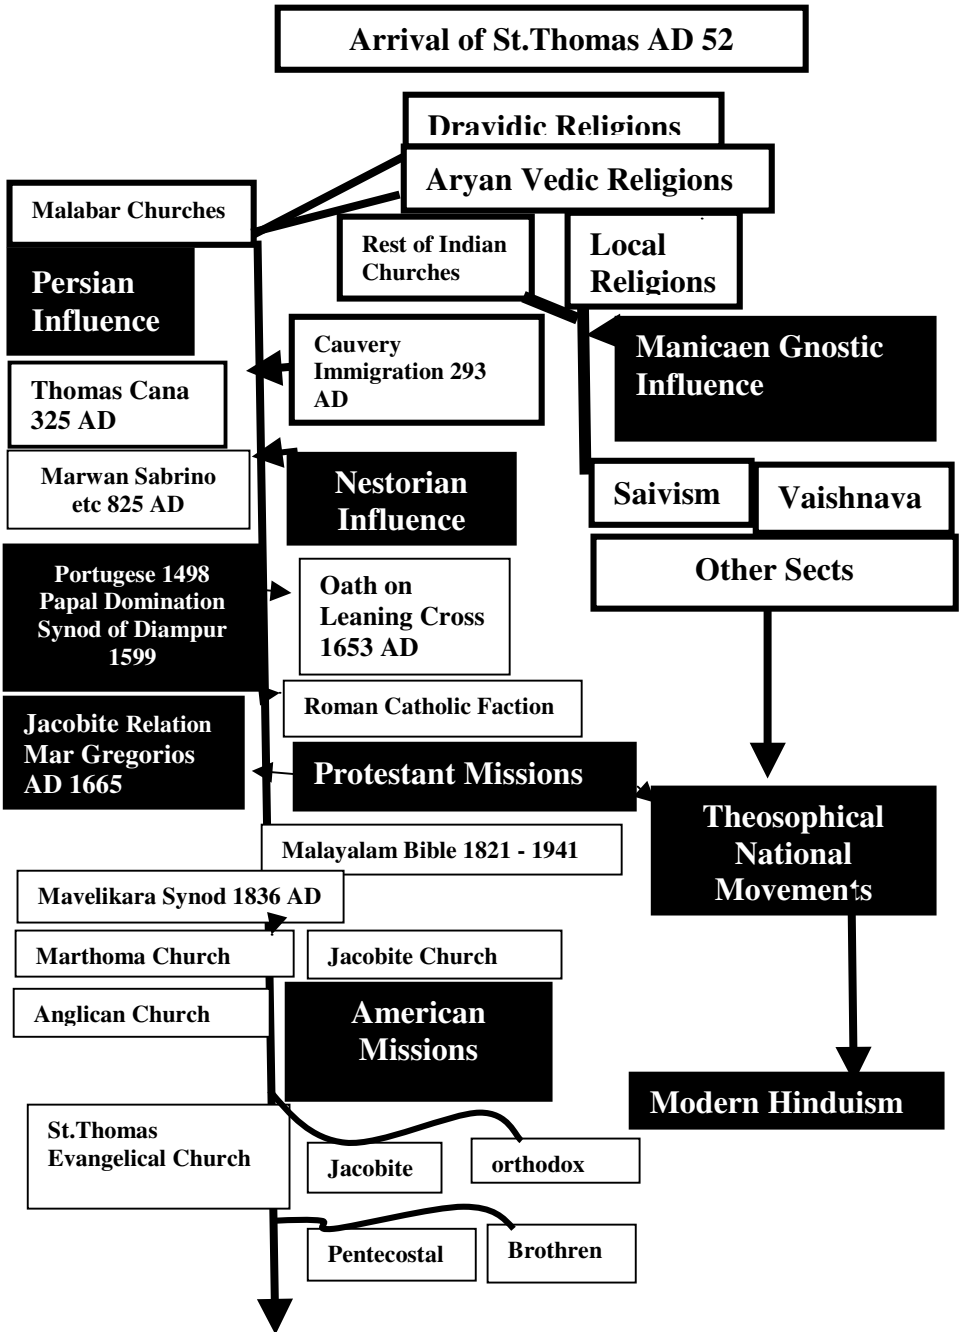 Arrival of St.Thomas AD 52
Dravidic Religions
Aryan Vedic Religions
Malabar Churches
Rest of Indian
Churches
Local
Religions
Persian
Influence
Cauvery
Immigration 293
AD
Manicaen Gnostic
Influence
Thomas Cana
325 AD
Marwan Sabrino
etc 825 AD
Nestorian
Influence
Saivism
Vaishnava
Other Sects
Portugese 1498
Papal Domination
Synod of Diampur
1599
Oath on
Leaning Cross
1653 AD
Roman Catholic Faction
Jacobite Relation
Mar Gregorios
AD 1665
Protestant Missions
Theosophical
National
Movements
Malayalam Bible 1821 - 1941
Mavelikara Synod 1836 AD
Marthoma Church
Jacobite Church
Anglican Church
American
Missions
Modern Hinduism
St.Thomas
Evangelical Church
Jacobite
orthodox
Pentecostal
Brothren